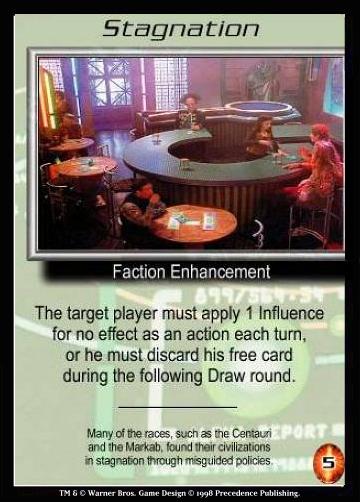 Stagnation
Faction Enhancement
The target player must apply 1 Influence
for no effect as an action each turn,
or he must discard his free card
during the following Draw round.
Many of the races, such as the Centauri
and the Markab, found their civilizations
in stagnation through misguided policies.
5
TM & © Warner Bros. Game Design © 1998 Precedence Publishing.